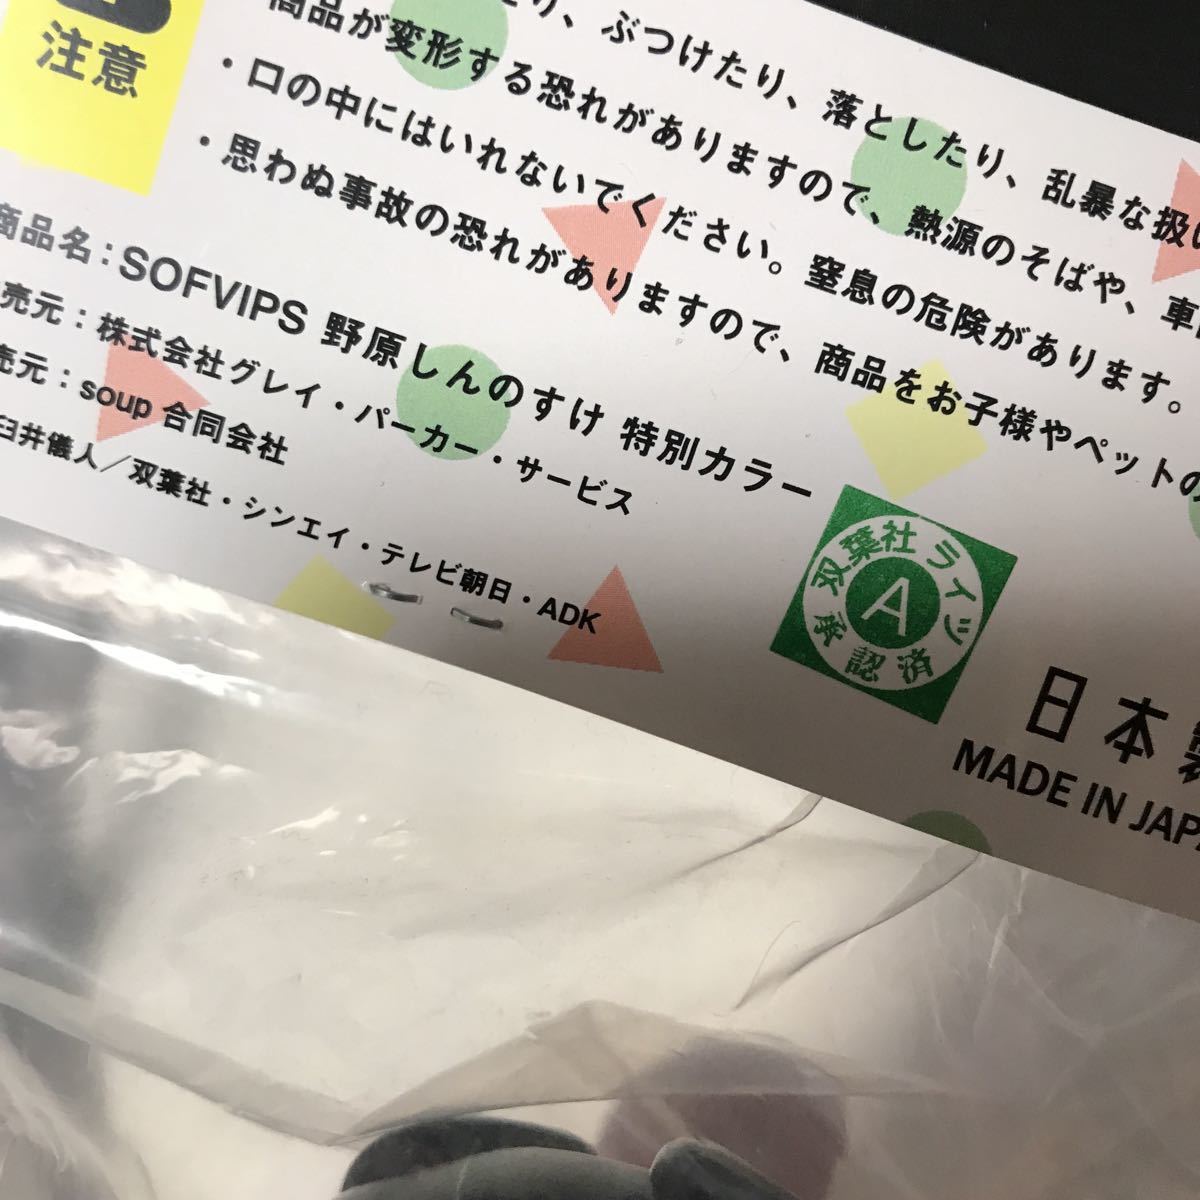 り、ぶつけたり、落としたり、乱暴な扱い
商品が変形する恐れがありますので、熱源のそばや、車
・口の中にはいれないでください。窒息の危険があります。
・思わぬ事故の恐れがありますので、商品をお子様やペットの
注意
商品名：SOFVIPS 野原しんのすけ 特別カラー
売元：株式会社グレイ・パーカー・サービス
売元：soup 合同会社
臼井儀人／双葉社・シンエイ・テレビ朝日・ADK
双葉社ライツ
A
承認済
日本製
MADE IN JAPA